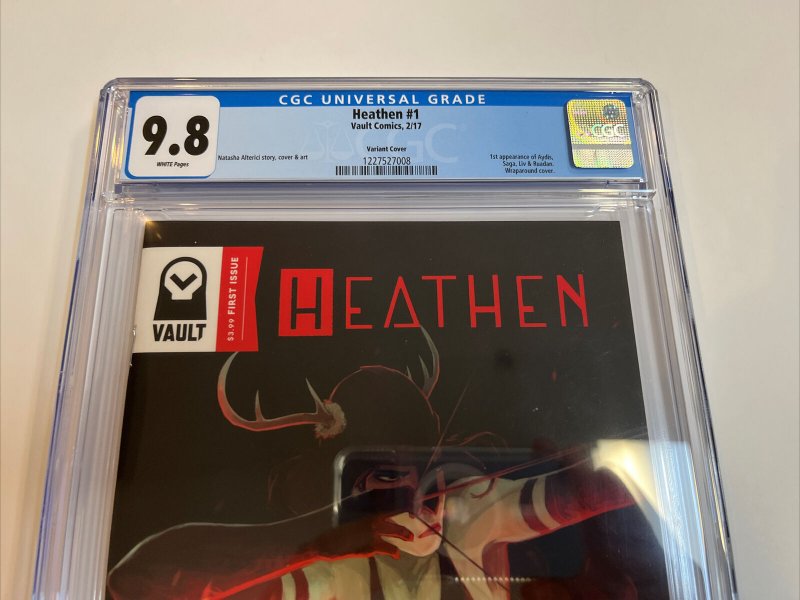 CGC UNIVERSAL GRADE
9.8
WHITE Pages
Heathen #1
Vault Comics, 2/17
Variant Cover
Natasha Alterici story, cover & art
1227527008
1st appearance of Aydis,
Saga, Liv & Ruadan.
Wraparound cover.
CGC
CGC
VAULT
$3.99 FIRST ISSUE
HEATHEN